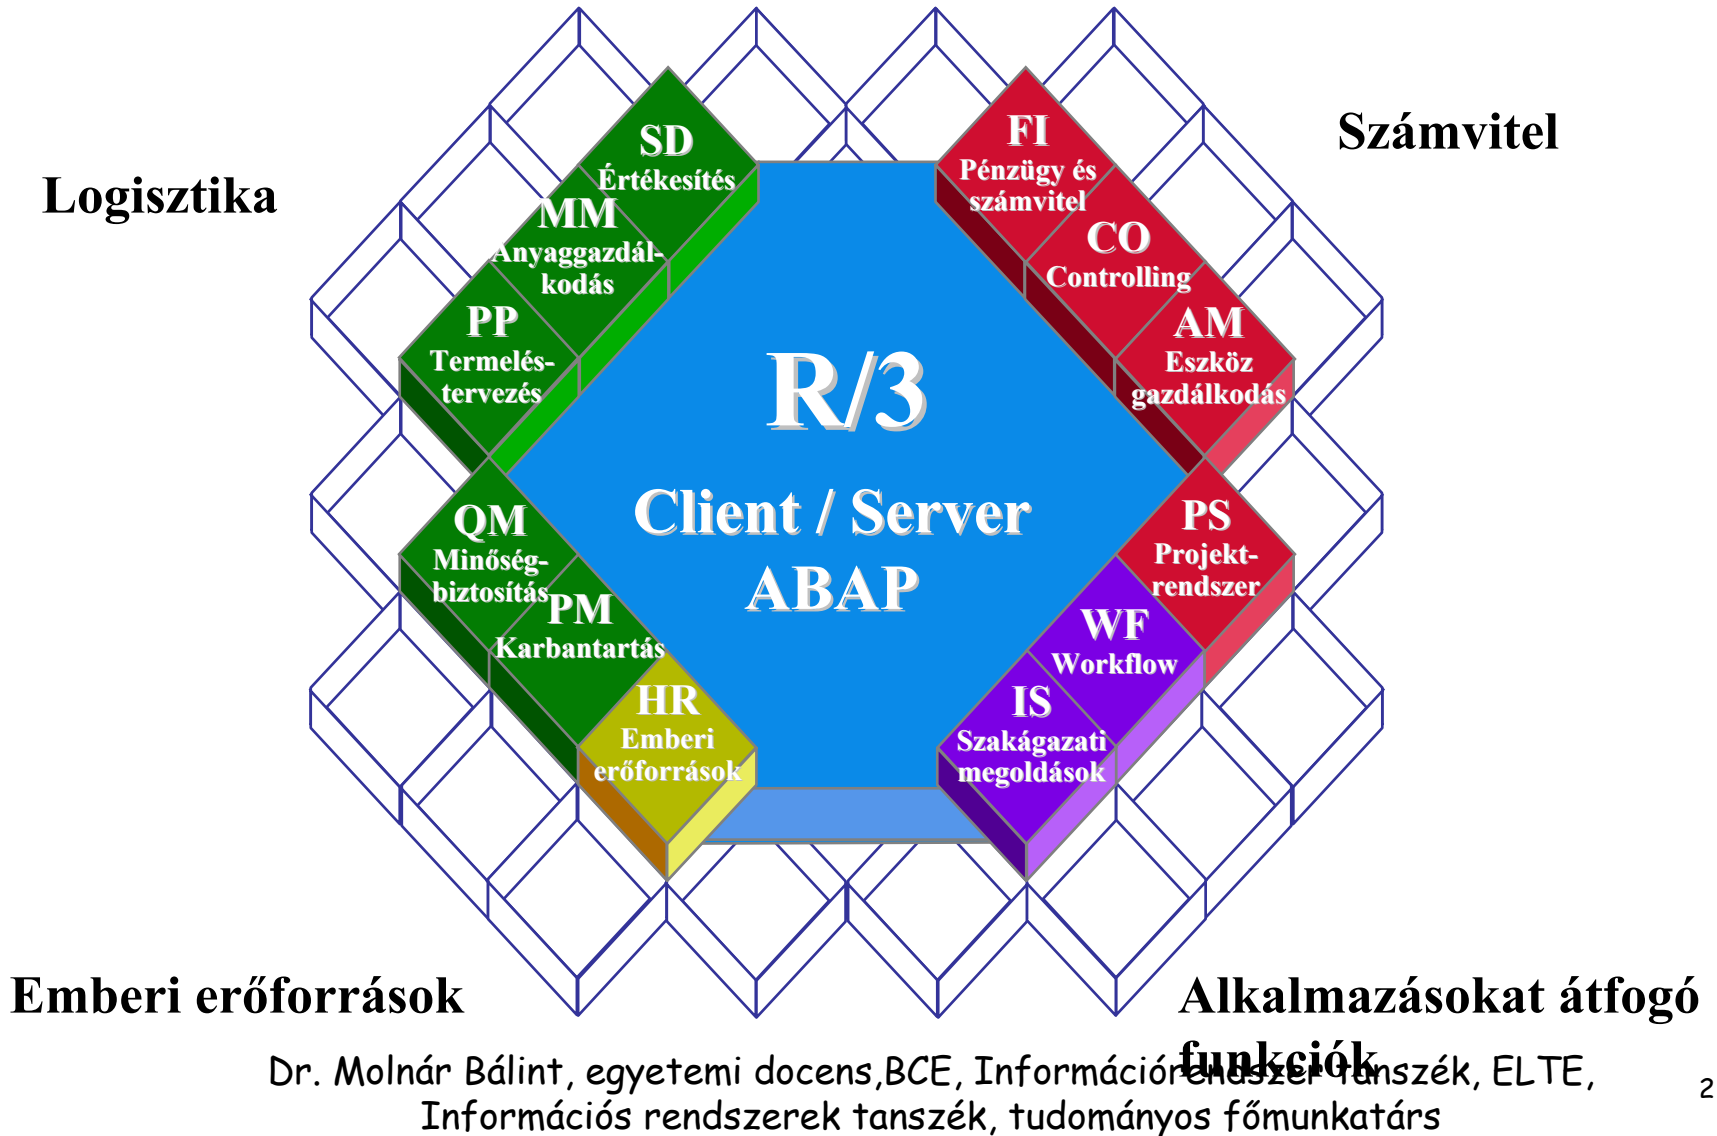 Logisztika
Számvitel
SD
Értékesítés
MM
Anyaggazdál-
kodás
PP
Termelés-
tervezés
FI
Pénzügy és
számvitel
CO
Controlling
AM
Eszköz
gazdálkodás
R/3
Client / Server
ABAP
QM
Minőség-
biztosítás
PM
Karbantartás
HR
Emberi
erőforrások
PS
Projekt-
rendszer
WF
Workflow
IS
Szakágazati
megoldások
Emberi erőforrások
Alkalmazásokat átfogó
funkciók
Dr. Molnár Bálint, egyetemi docens,BCE, Információrendszer Tanszék, ELTE,
Információs rendszerek tanszék, tudományos főmunkatárs
2